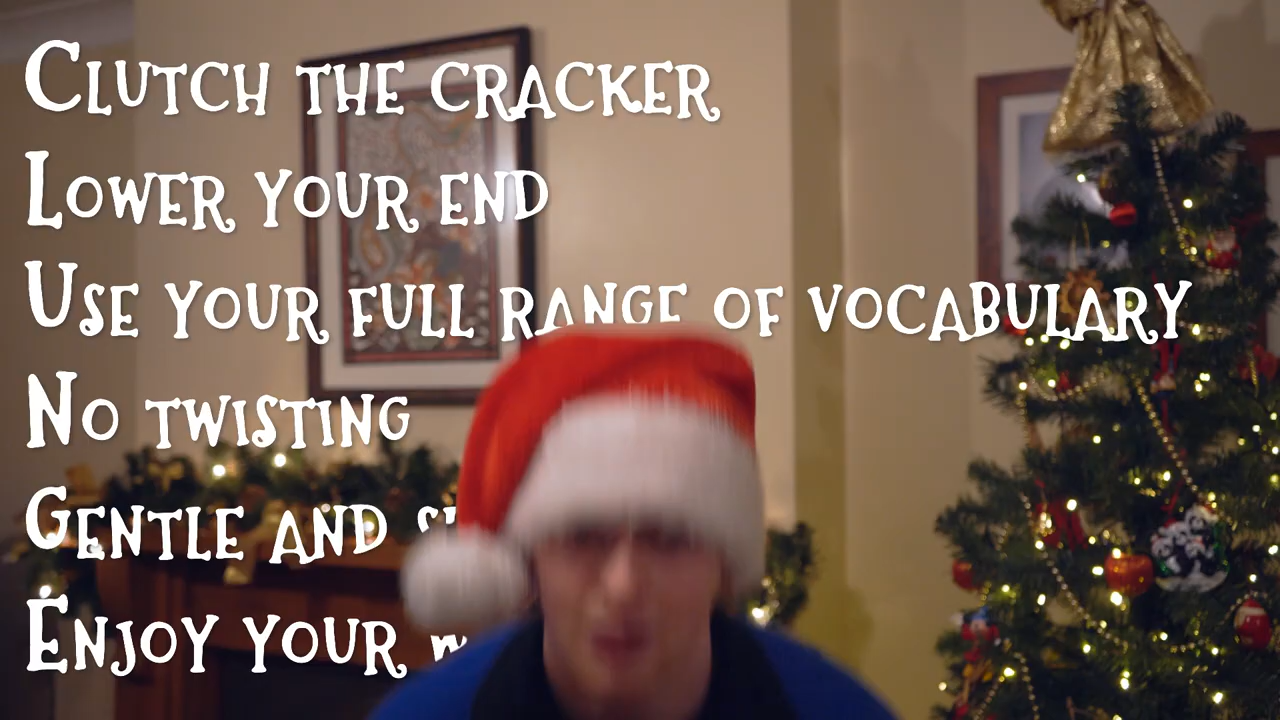 Clutch the cracker
Lower your end
Use your full range of vocabulary
No twisting
Gentle and
Enjoy your